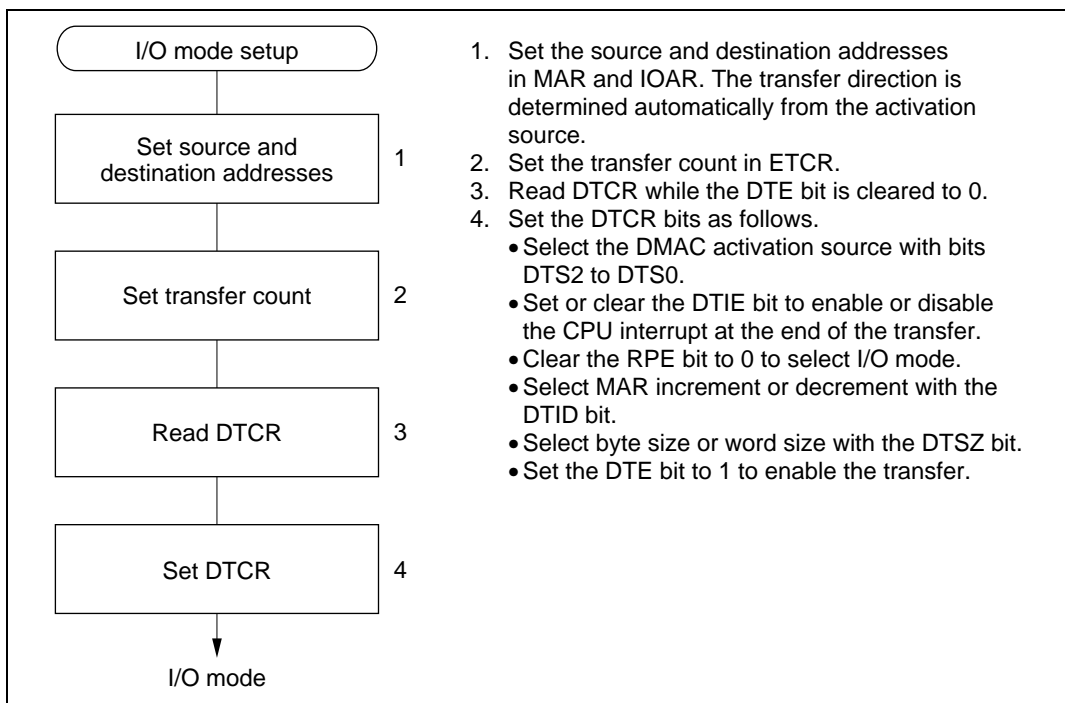 I/O mode setup
Set source and
destination addresses
1
Set transfer count
2
Read DTCR
3
Set DTCR
4
I/O mode
1. Set the source and destination addresses
in MAR and IOAR. The transfer direction is
determined automatically from the activation
source.
2. Set the transfer count in ETCR.
3. Read DTCR while the DTE bit is cleared to 0.
4. Set the DTCR bits as follows.
• Select the DMAC activation source with bits
DTS2 to DTS0.
• Set or clear the DTIE bit to enable or disable
the CPU interrupt at the end of the transfer.
• Clear the RPE bit to 0 to select I/O mode.
• Select MAR increment or decrement with the
DTID bit.
• Select byte size or word size with the DTSZ bit.
• Set the DTE bit to 1 to enable the transfer.